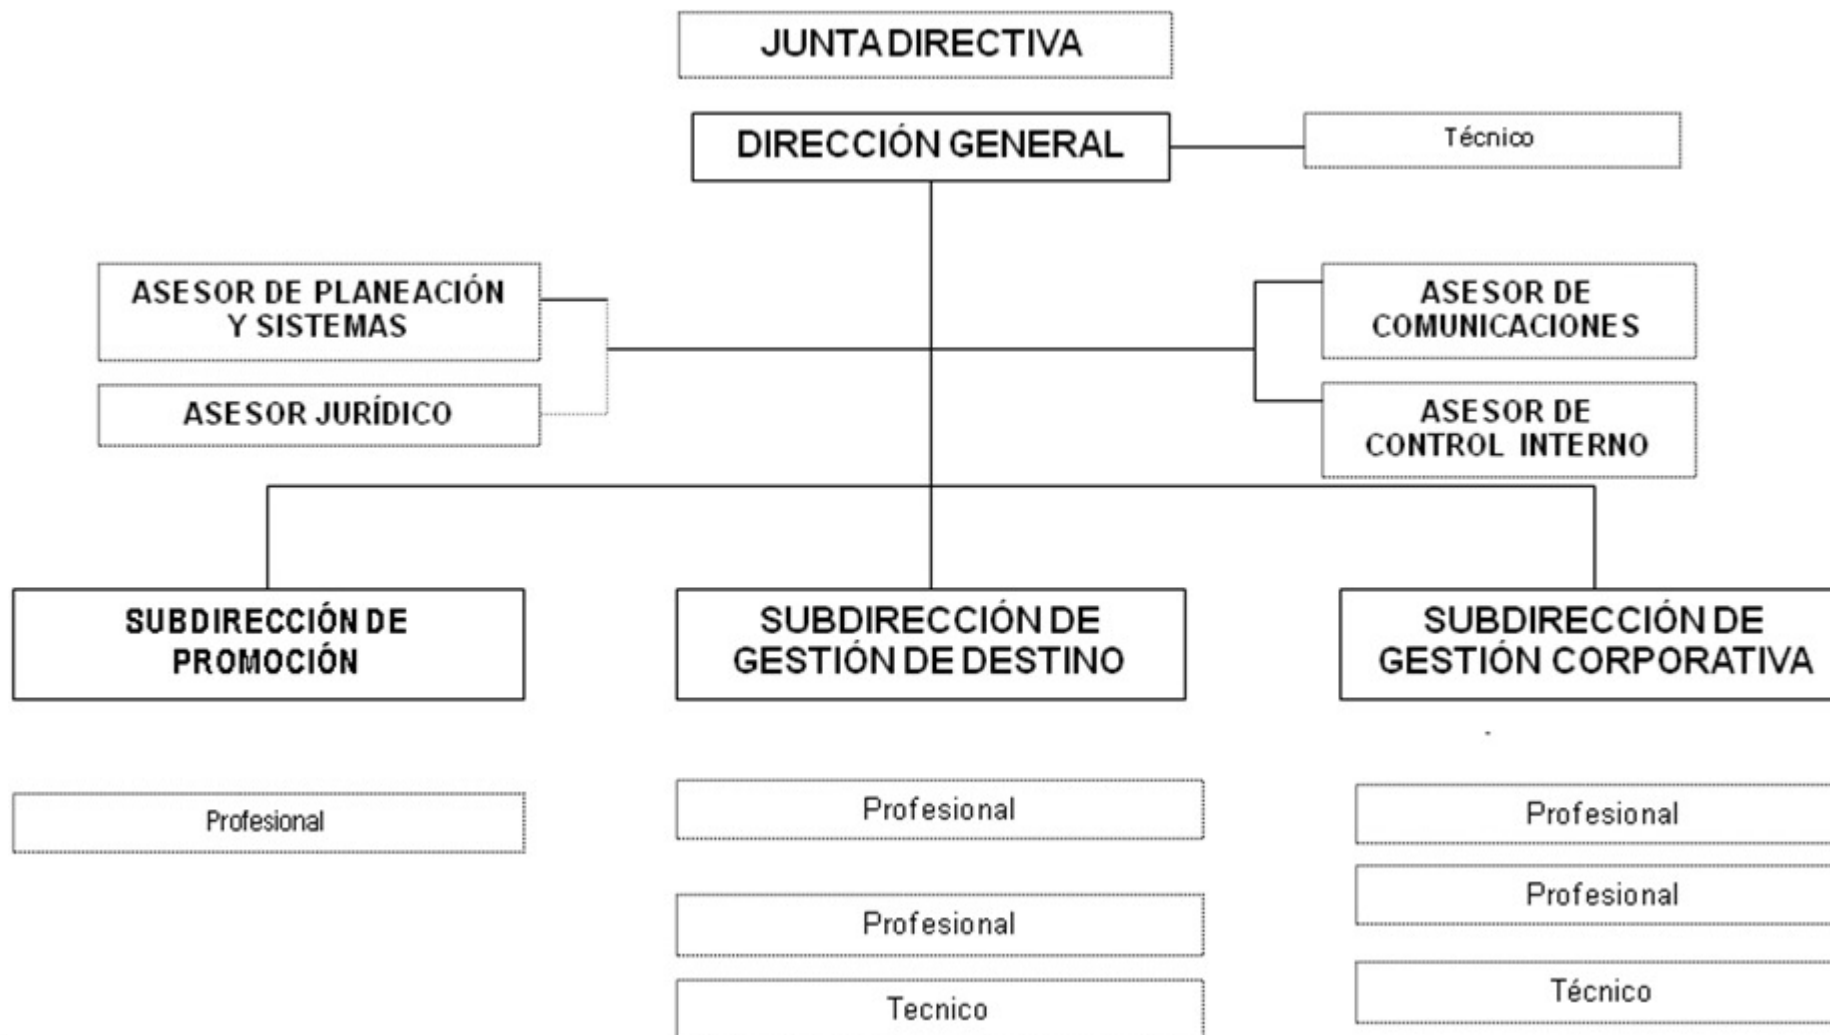 JUNTA DIRECTIVA
DIRECCIÓN GENERAL
Técnico
ASESOR DE PLANEACIÓN
Y SISTEMAS
ASESOR JURÍDICO
ASESOR DE
COMUNICACIONES
ASESOR DE
CONTROL INTERNO
SUBDIRECCIÓN DE
PROMOCIÓN
SUBDIRECCIÓN DE
GESTIÓN DE DESTINO
SUBDIRECCIÓN DE
GESTIÓN CORPORATIVA
Profesional
Profesional
Profesional
Tecnico
Profesional
Profesional
Técnico